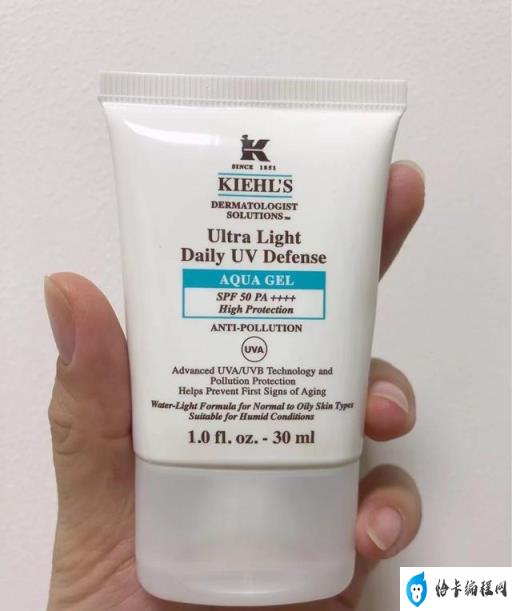 K
SINCE 1851
KIEHL'S
DERMATOLOGIST
SOLUTIONS™
Ultra Light
Daily UV Defense
AQUA GEL
SPF 50 PA ++++
High Protection
ANTI-POLLUTION
UVA
Advanced UVA/UVB Technology and
Pollution Protection
Helps Prevent First Signs of Aging
Water-Light Formula for Normal to Oily Skin Types
Suitable for Humid Conditions
1.0 fl. oz. - 30 ml
恰卡编程网